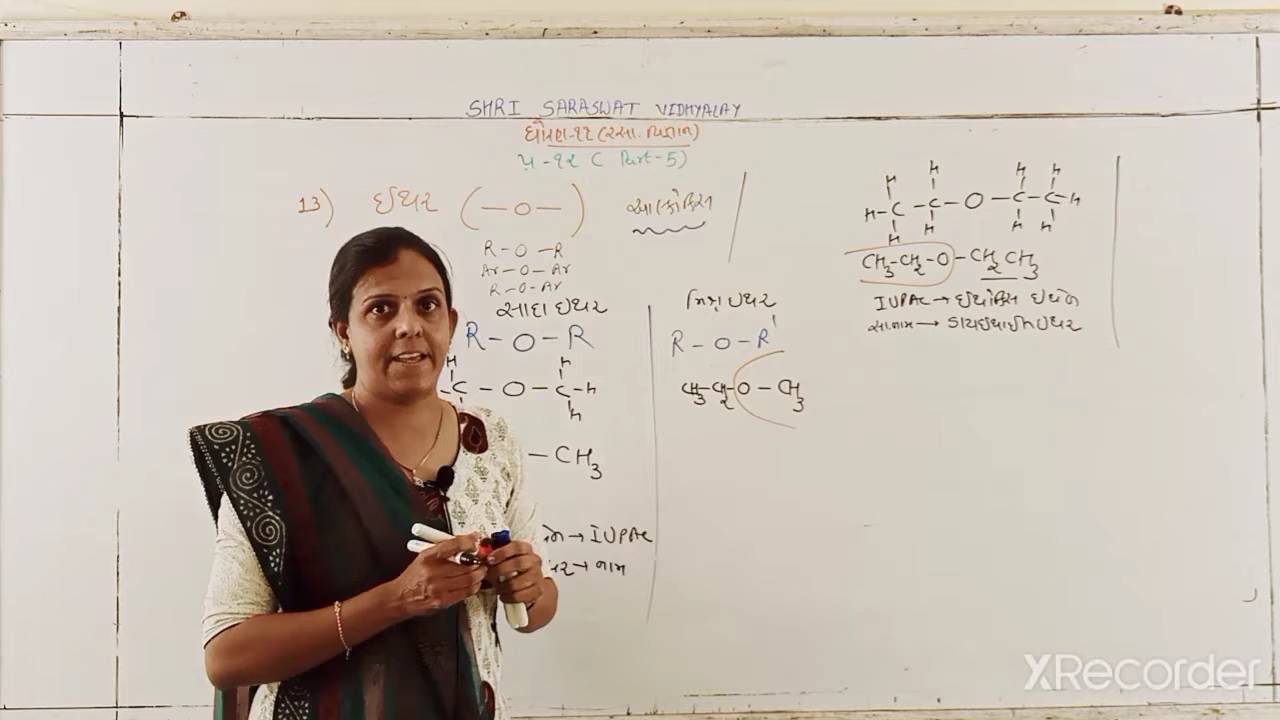 SHRI SARASWAT VIDHYALAY
ધોરણ-૧૧ (રસા. વિજ્ઞાન)
પ્ર-૧૨ ( Part-5)
13) ઈથર (-O-) આલ્કોક્સિ
R-O-R
Ar-O-Ar
R-O-Ar
સાદા ઈથર
R-O-R
H H
-C-O-C-H
H
-CH3
→ IUPAC
→ નામ
મિશ્ર ઈથર
R-O-R'
CH3-CH2-O-CH3
H H H H
H-C-C-O-C-C-H
H H H H
CH3-CH2-O-CH2CH3
IUPAC → ઈથોક્સિ ઈથેન
સા.નામ → ડાયઈથાઈલ ઈથર
XRecorder